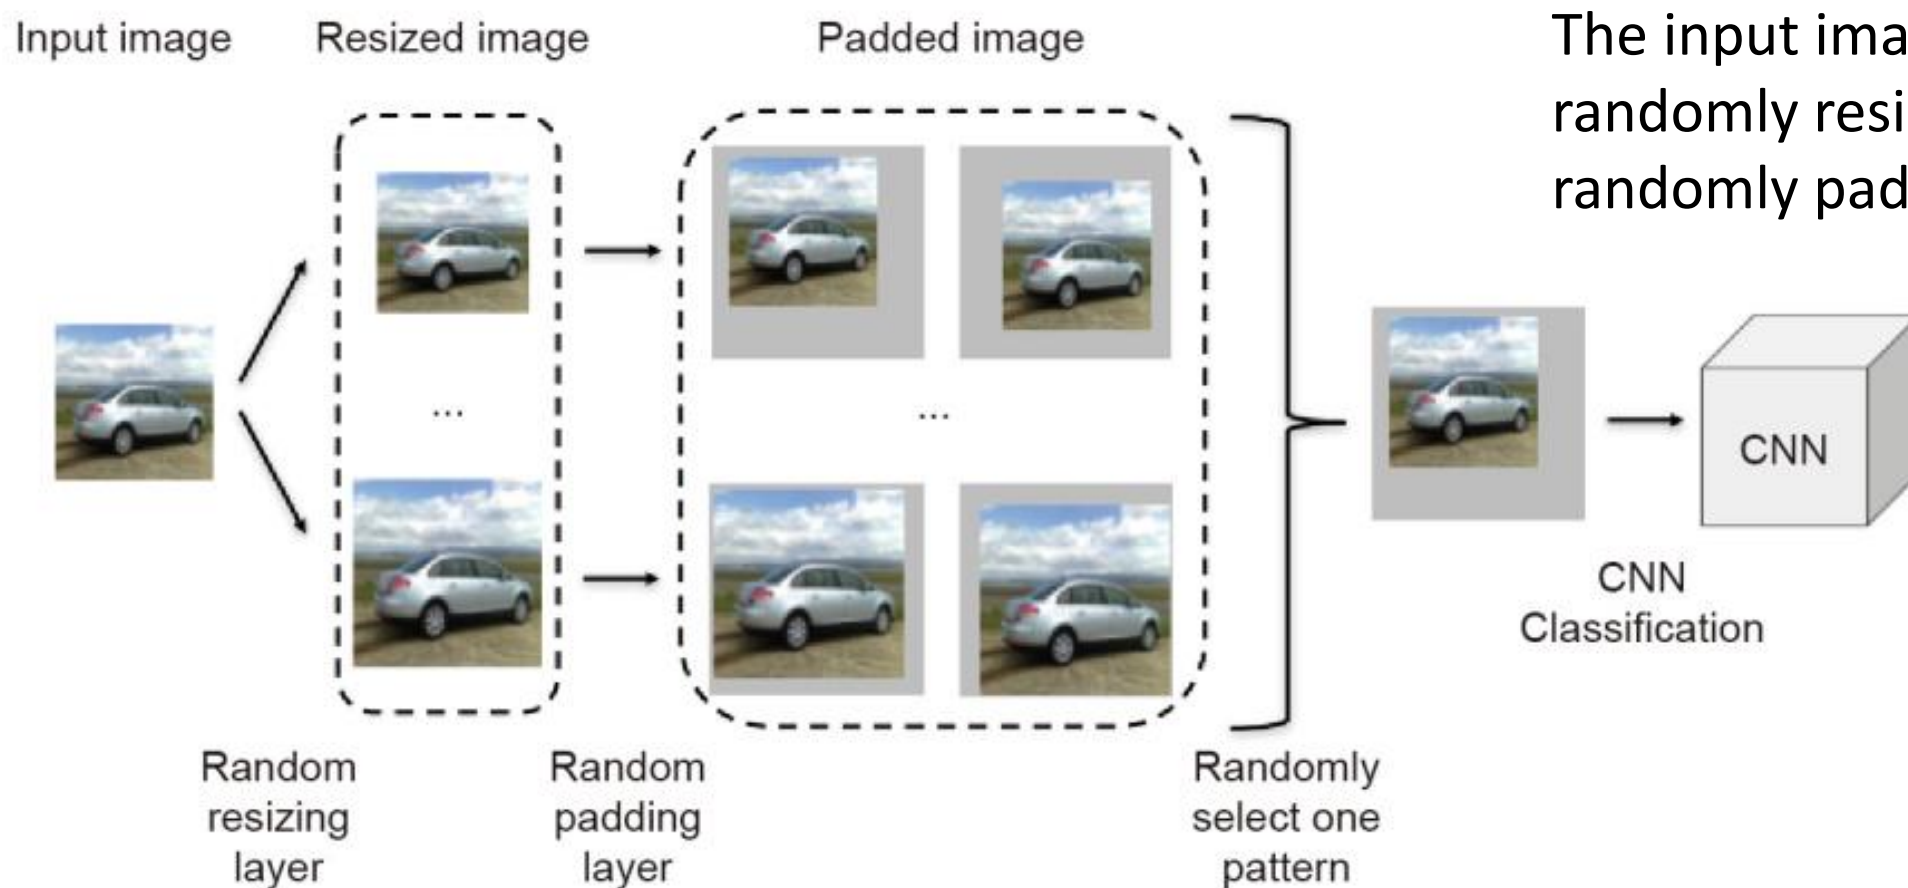 Input image
Resized image
Padded image
The input ima
randomly resi
randomly pad
...
...
CNN
CNN
Classification
Random
resizing
layer
Random
padding
layer
Randomly
select one
pattern